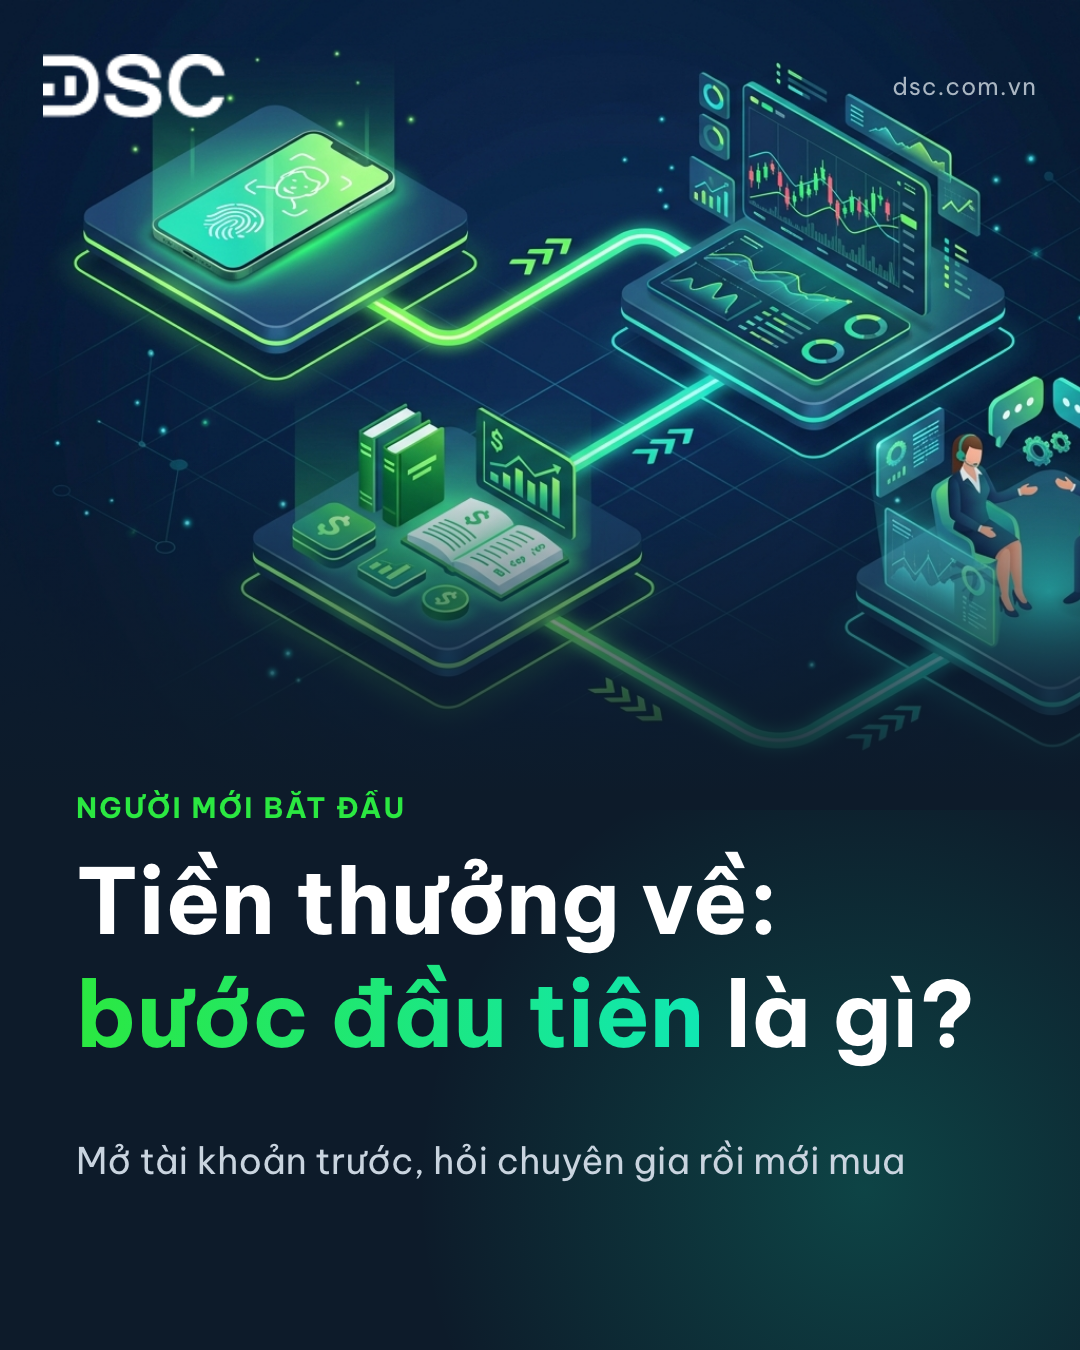 DSC
dsc.com.vn
NGƯỜI MỚI BẮT ĐẦU
Tiền thưởng về:
bước đầu tiên là gì?
Mở tài khoản trước, hỏi chuyên gia rồi mới mua